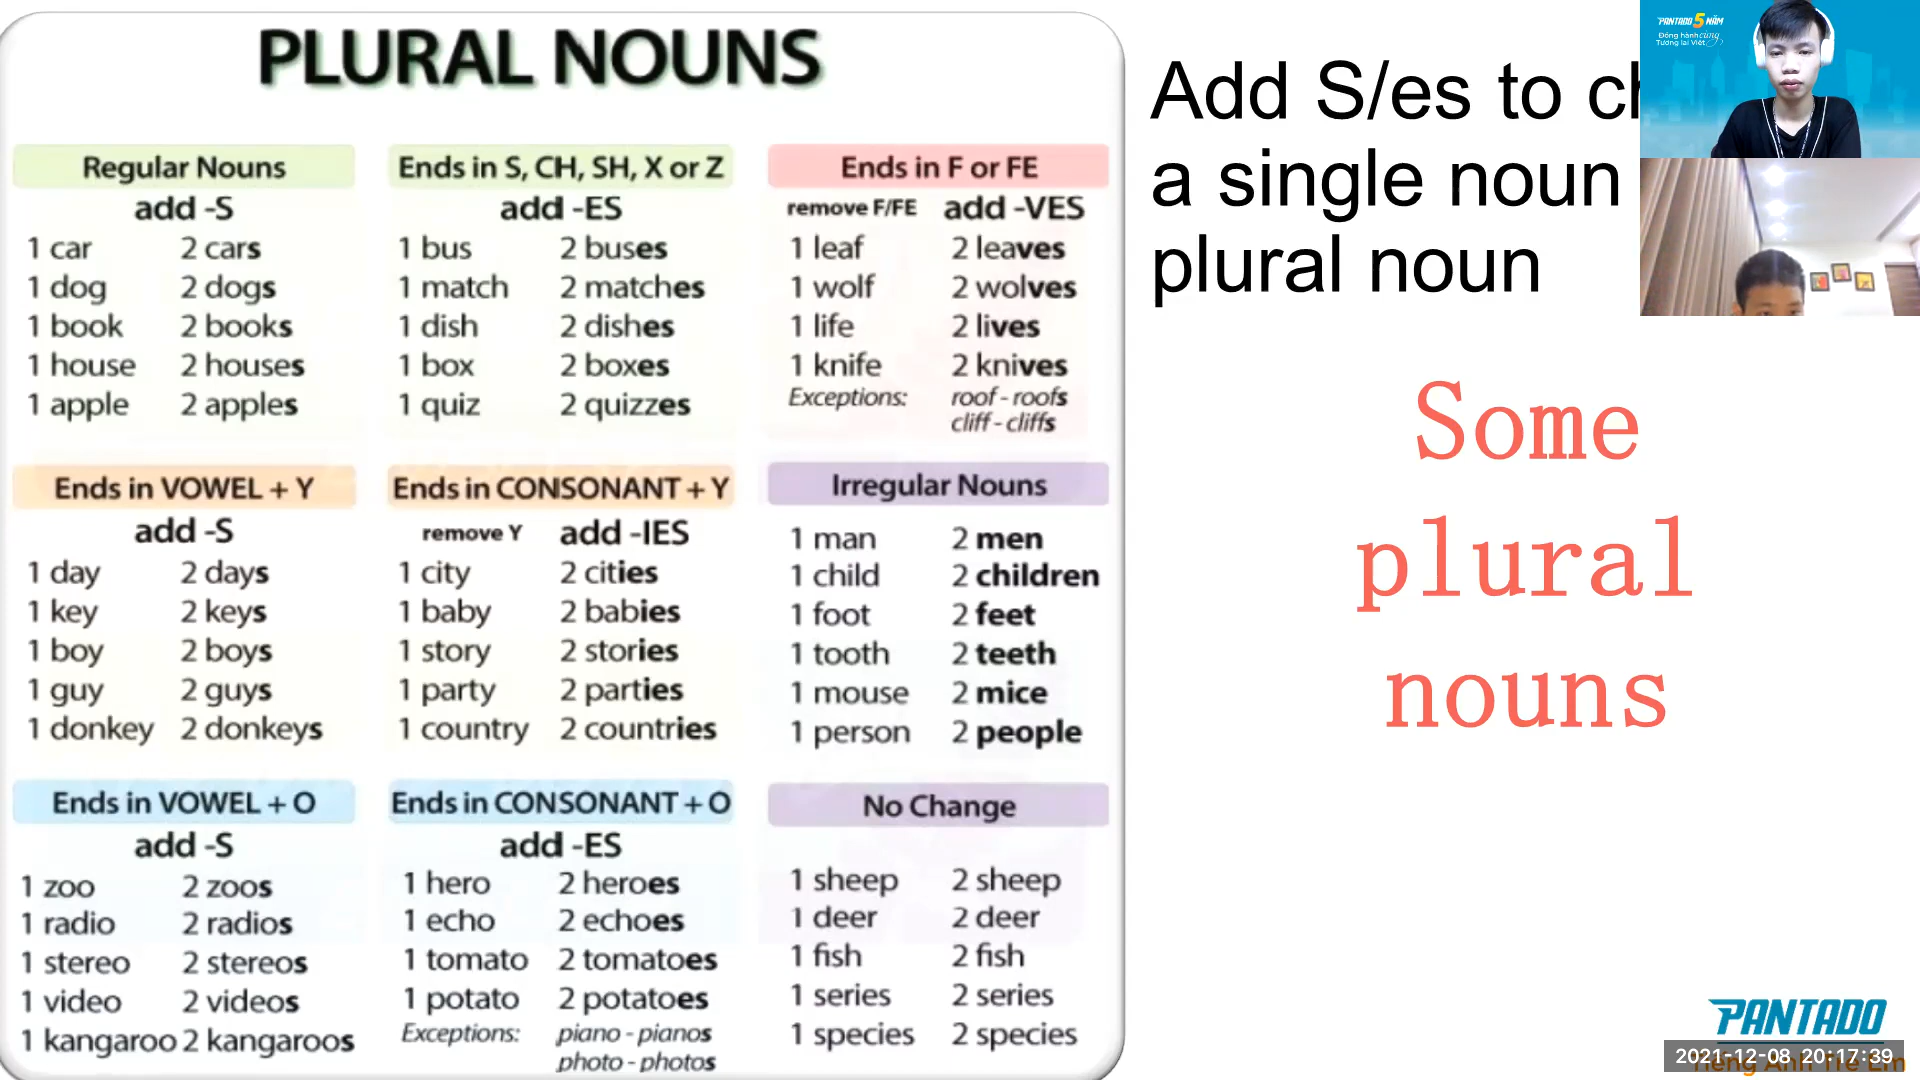 PLURAL NOUNS
Regular Nouns
add -S
1 car 2 cars
1 dog 2 dogs
1 book 2 books
1 house 2 houses
1 apple 2 apples
Ends in S, CH, SH, X or Z
add -ES
1 bus 2 buses
1 match 2 matches
1 dish 2 dishes
1 box 2 boxes
1 quiz 2 quizzes
Ends in F or FE
remove F/FE add -VES
1 leaf 2 leaves
1 wolf 2 wolves
1 life 2 lives
1 knife 2 knives
Exceptions: roof - roofs
cliff - cliffs
Ends in VOWEL + Y
add -S
1 day 2 days
1 key 2 keys
1 boy 2 boys
1 guy 2 guys
1 donkey 2 donkeys
Ends in CONSONANT + Y
remove Y add -IES
1 city 2 cities
1 baby 2 babies
1 story 2 stories
1 party 2 parties
1 country 2 countries
Irregular Nouns
1 man 2 men
1 child 2 children
1 foot 2 feet
1 tooth 2 teeth
1 mouse 2 mice
1 person 2 people
Ends in VOWEL + O
add -S
1 zoo 2 zoos
1 radio 2 radios
1 stereo 2 stereos
1 video 2 videos
1 kangaroo 2 kangaroos
Ends in CONSONANT + O
add -ES
1 hero 2 heroes
1 echo 2 echoes
1 tomato 2 tomatoes
1 potato 2 potatoes
Exceptions: piano - pianos
photo - photos
No Change
1 sheep 2 sheep
1 deer 2 deer
1 fish 2 fish
1 series 2 series
1 species 2 species
Add S/es to
a single noun
plural noun
Some
plural
nouns
PANTADO 5 NĂM
Đồng hành cùng
Tương lai Việt
PANTADO
2021-12-08 20:17:39